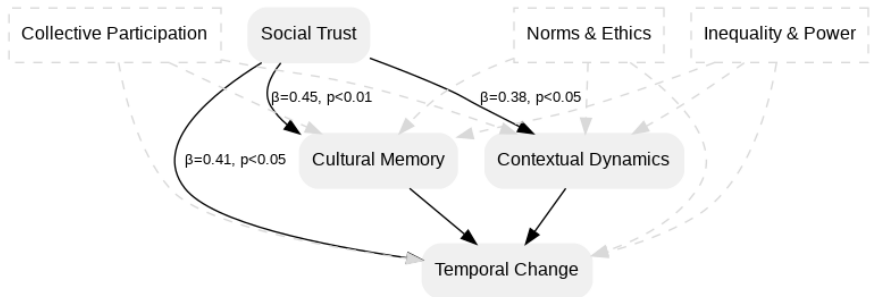 Collective Participation
Social Trust
Norms & Ethics
Inequality & Power
β=0.45, p<0.01
β=0.38, p<0.05
β=0.41, p<0.05
Cultural Memory
Contextual Dynamics
Temporal Change